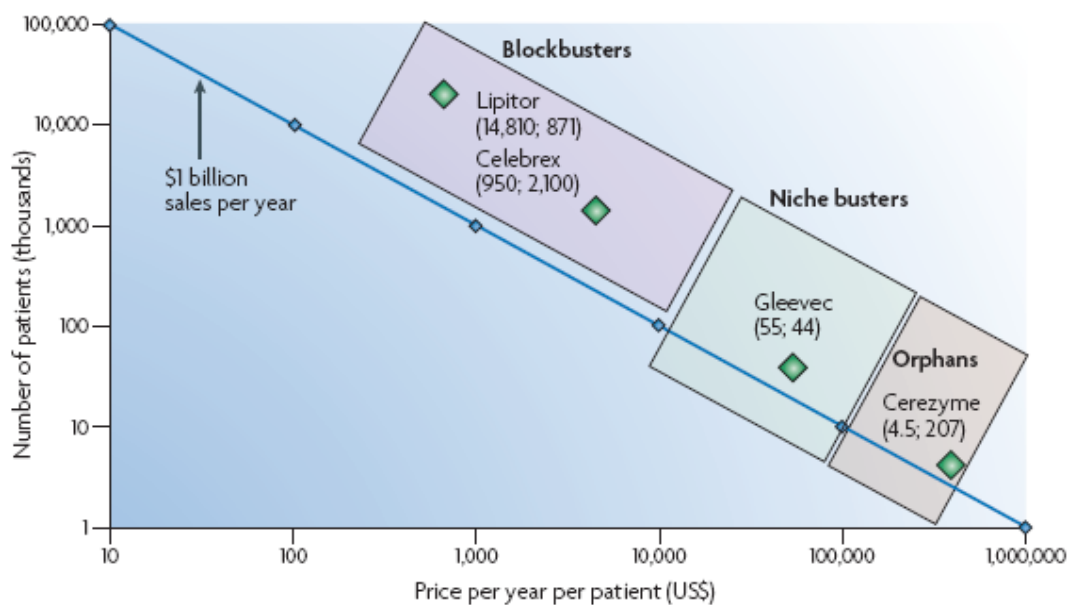 100,000
10,000
1,000
100
10
1
Number of patients (thousands)
$1 billion
sales per year
Blockbusters
Lipitor
(14,810; 871)
Celebrex
(950; 2,100)
Niche busters
Gleevec
(55; 44)
Orphans
Cerezyme
(4.5; 207)
10
100
1,000
10,000
100,000
1,000,000
Price per year per patient (US$)